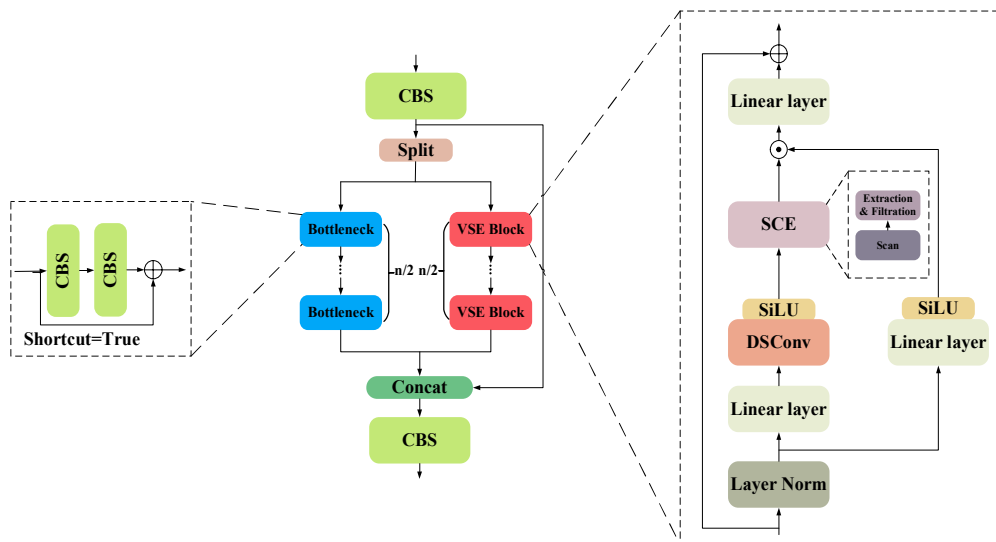 CBS
Split
Bottleneck
VSE Block
n/2
n/2
Bottleneck
VSE Block
Concat
CBS
CBS
CBS
Shortcut=True
Linear layer
SCE
Extraction
& Filtration
Scan
SiLU
DSConv
SiLU
Linear layer
Linear layer
Layer Norm